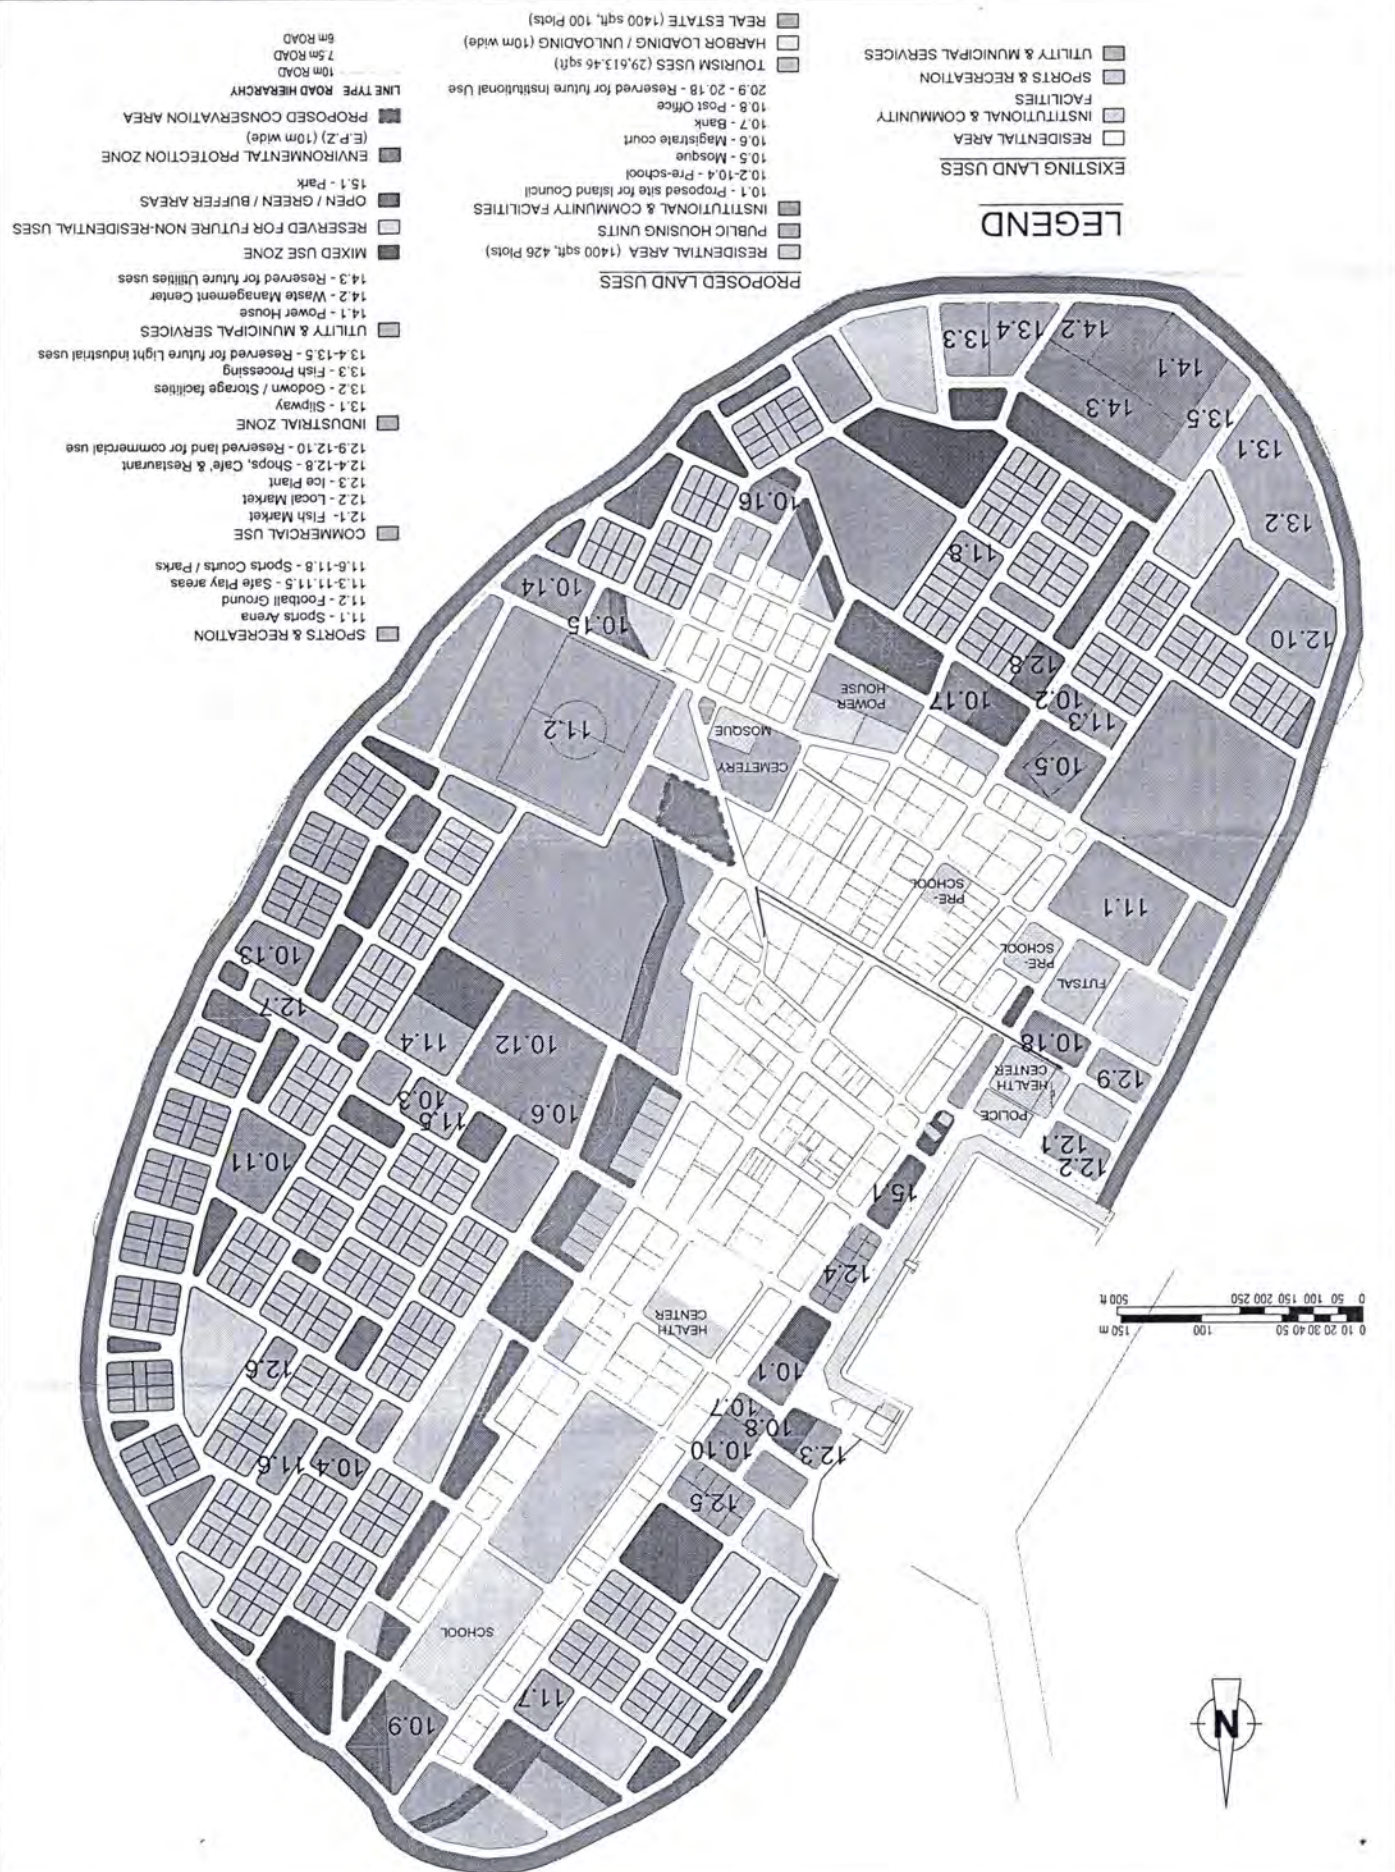 N
10.9
11.7
SCHOOL
12.5
10.10
12.3
10.8
10.7
10.4
11.6
10.1
12.6
HEALTH
CENTER
0 10 20 30 40 50 100 150 m
0 50 100 150 200 250 500 ft
12.4
15.1
12.2
12.1
10.11
POLICE
HEALTH
CENTER
12.9
10.18
10.6
11.5
10.3
10.12
11.4
12.7
FUTSAL
PRE-
SCHOOL
10.13
11.1
PRE-
SCHOOL
10.5
CEMETERY
MOSQUE
11.2
11.3
10.2
10.17
POWER
HOUSE
12.8
12.10
10.15
10.14
11.8
13.2
10.16
13.1
13.5
14.3
14.1
14.2
13.4
13.3
LEGEND
EXISTING LAND USES
RESIDENTIAL AREA
INSTITUTIONAL & COMMUNITY
FACILITIES
SPORTS & RECREATION
UTILITY & MUNICIPAL SERVICES
PROPOSED LAND USES
RESIDENTIAL AREA (1400 sqft, 426 Plots)
PUBLIC HOUSING UNITS
INSTITUTIONAL & COMMUNITY FACILITIES
10.1 - Proposed site for Island Council
10.2-10.4 - Pre-school
10.5 - Mosque
10.6 - Magistrate court
10.7 - Bank
10.8 - Post Office
20.9 - 20.18 - Reserved for future Institutional Use
TOURISM USES (29,613.46 sqft)
HARBOR LOADING / UNLOADING (10m wide)
REAL ESTATE (1400 sqft, 100 Plots)
SPORTS & RECREATION
11.1 - Sports Arena
11.2 - Football Ground
11.3-11.11.5 - Safe Play areas
11.6-11.8 - Sports Courts / Parks
COMMERCIAL USE
12.1- Fish Market
12.2 - Local Market
12.3 - Ice Plant
12.4-12.8 - Shops, Cafe' & Restaurant
12.9-12.10 - Reserved land for commercial use
INDUSTRIAL ZONE
13.1 - Slipway
13.2 - Godown / Storage facilities
13.3 - Fish Processing
13.4-13.5 - Reserved for future Light industrial uses
UTILITY & MUNICIPAL SERVICES
14.1 - Power House
14.2 - Waste Management Center
14.3 - Reserved for future Utilities uses
MIXED USE ZONE
RESERVED FOR FUTURE NON-RESIDENTIAL USES
OPEN / GREEN / BUFFER AREAS
15.1 - Park
ENVIRONMENTAL PROTECTION ZONE
(E.P.Z) (10m wide)
PROPOSED CONSERVATION AREA
LINE TYPE ROAD HIERARCHY
10m ROAD
7.5m ROAD
6m ROAD